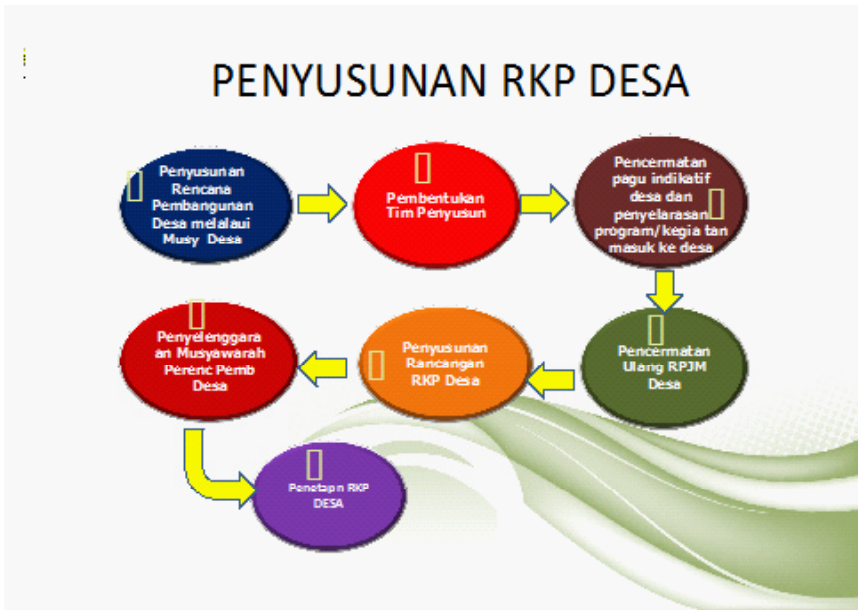 PENYUSUNAN RKP DESA
Penyusunan
Rencana
Pembangunan
Desa melalaui
Musy Desa
Pembentukan
Tim Penyusun
Pencermatan
pagu indikatif
desa dan
penyelarasan
program/kegia tan
masuk ke desa
Pencermatan
Ulang RPJM
Desa
Penyusunan
Rancangan
RKP Desa
Penyelenggara
an Musyawarah
Perenc Pemb
Desa
Penetapn RKP
DESA